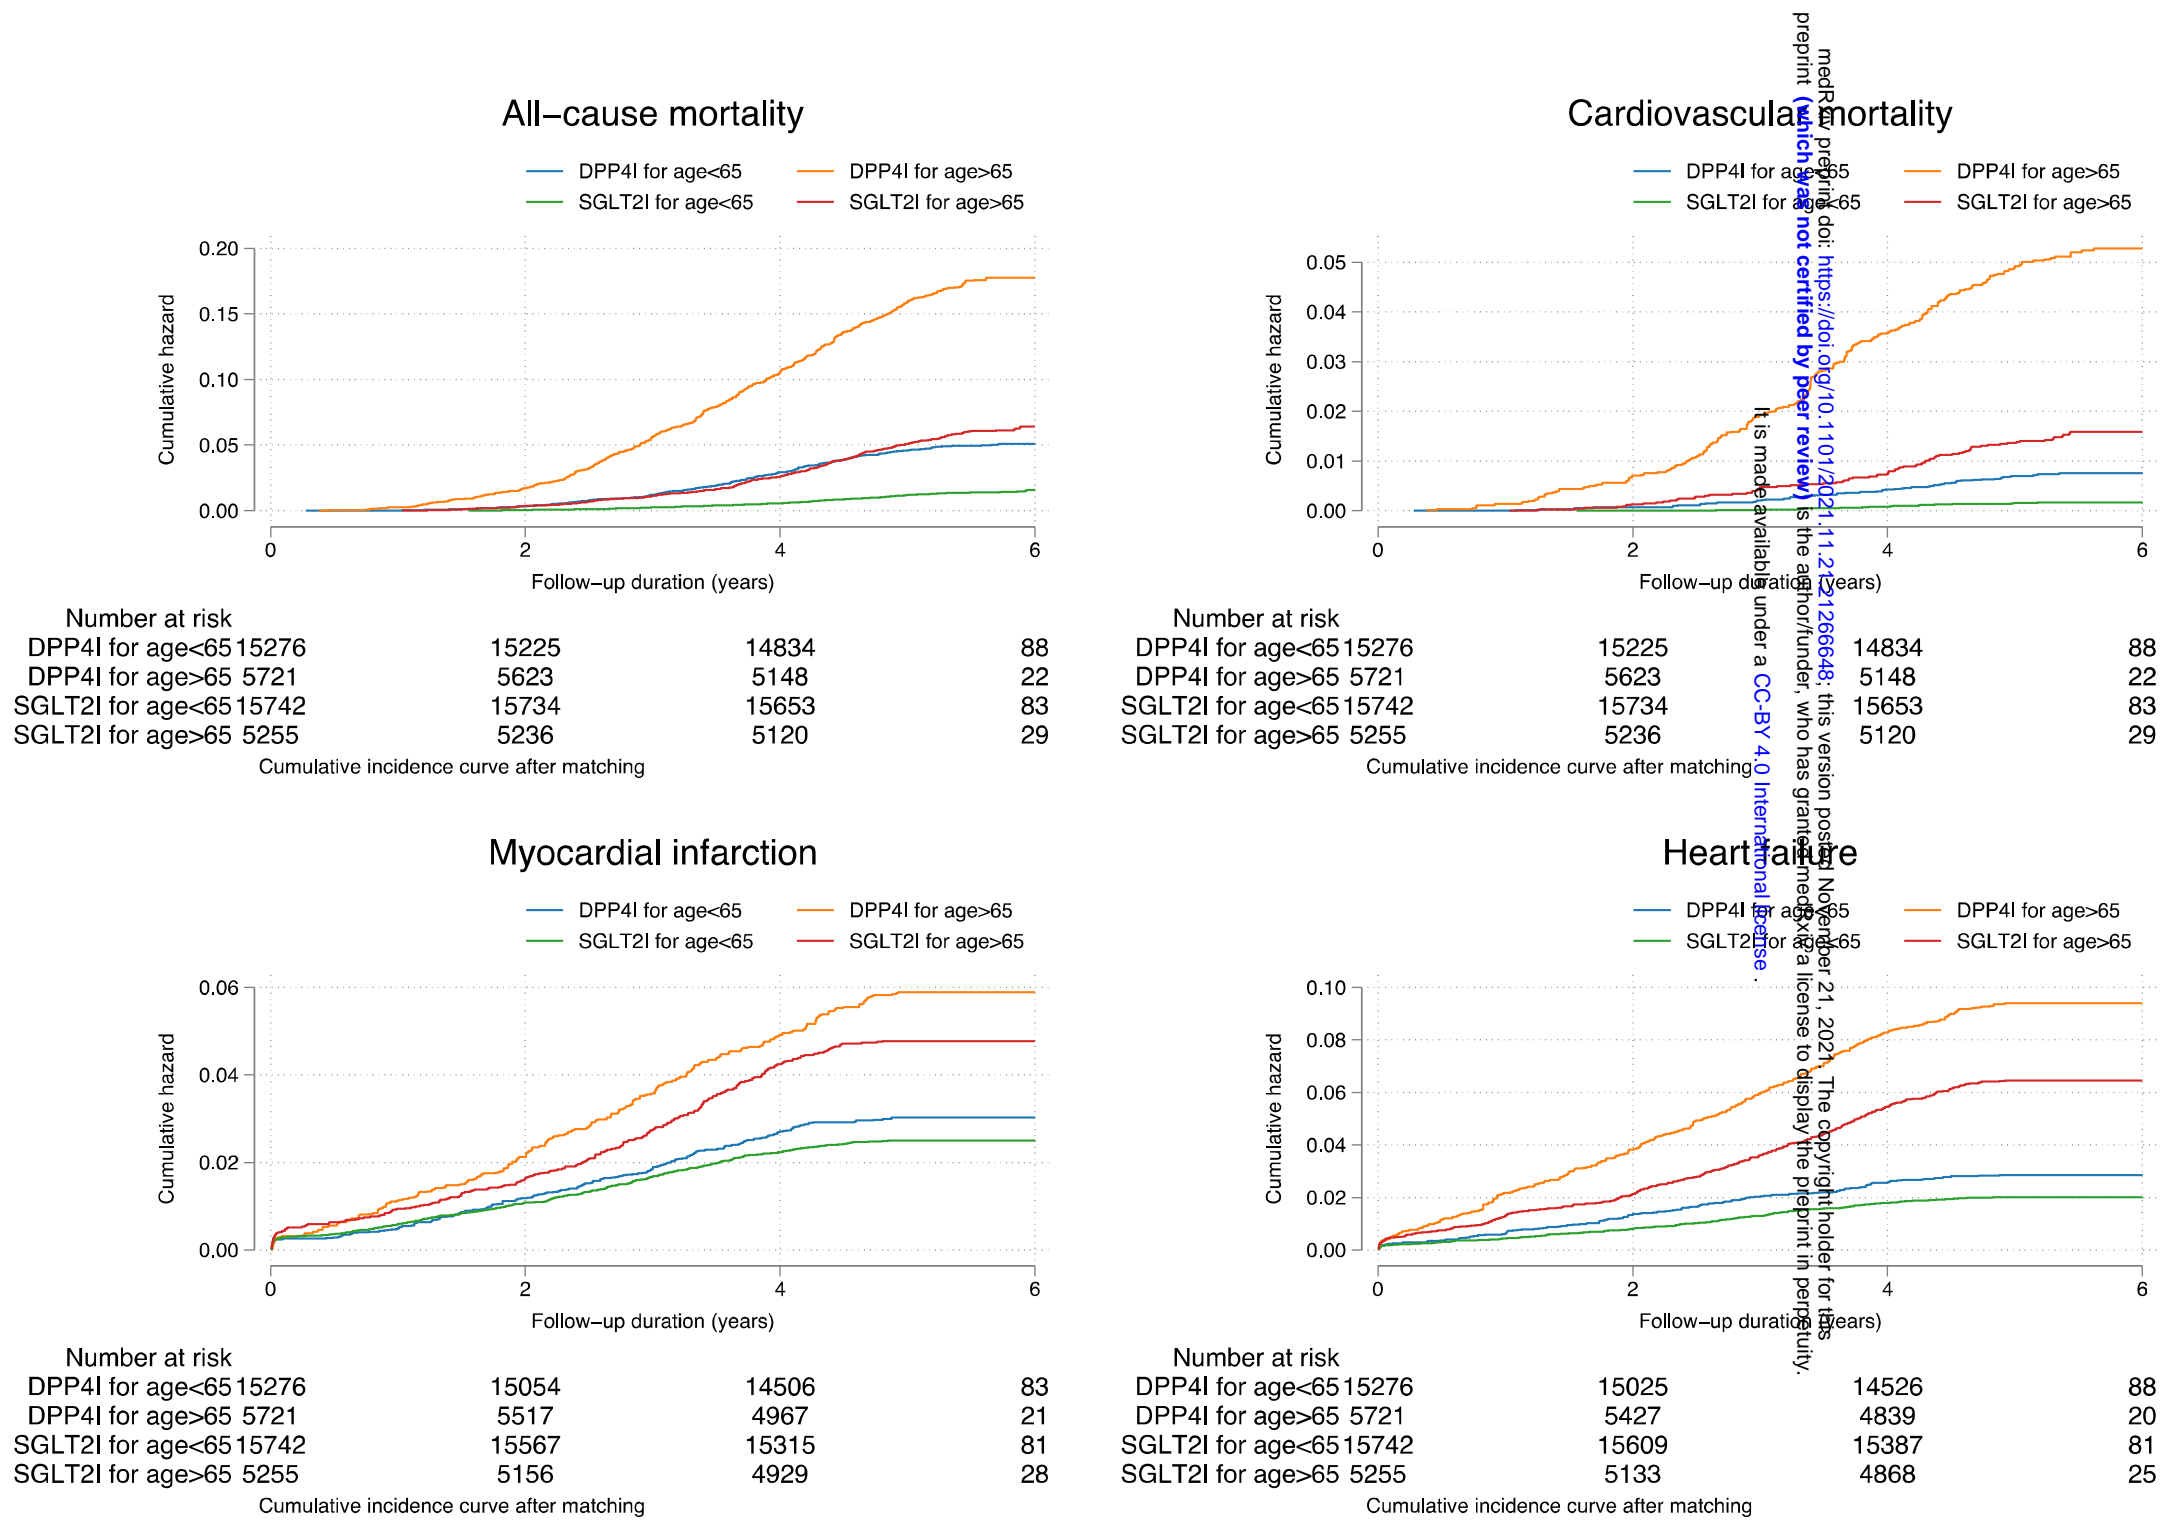 All−cause mortality
DPP4I for age<65 DPP4I for age>65
SGLT2I for age<65 SGLT2I for age>65
Cumulative hazard
0.20
0.15
0.10
0.05
0.00
0 2 4 6
Follow−up duration (years)
Number at risk
DPP4I for age<65 15276 15225 14834 88
DPP4I for age>65 5721 5623 5148 22
SGLT2I for age<65 15742 15734 15653 83
SGLT2I for age>65 5255 5236 5120 29
Cumulative incidence curve after matching
Cardiovascular mortality
DPP4I for age<65 DPP4I for age>65
SGLT2I for age<65 SGLT2I for age>65
Cumulative hazard
0.05
0.04
0.03
0.02
0.01
0.00
0 2 4 6
Follow−up duration (years)
Number at risk
DPP4I for age<65 15276 15225 14834 88
DPP4I for age>65 5721 5623 5148 22
SGLT2I for age<65 15742 15734 15653 83
SGLT2I for age>65 5255 5236 5120 29
Cumulative incidence curve after matching
Myocardial infarction
DPP4I for age<65 DPP4I for age>65
SGLT2I for age<65 SGLT2I for age>65
Cumulative hazard
0.06
0.04
0.02
0.00
0 2 4 6
Follow−up duration (years)
Number at risk
DPP4I for age<65 15276 15054 14506 83
DPP4I for age>65 5721 5517 4967 21
SGLT2I for age<65 15742 15567 15315 81
SGLT2I for age>65 5255 5156 4929 28
Cumulative incidence curve after matching
Heart failure
DPP4I for age<65 DPP4I for age>65
SGLT2I for age<65 SGLT2I for age>65
Cumulative hazard
0.10
0.08
0.06
0.04
0.02
0.00
0 2 4 6
Follow−up duration (years)
Number at risk
DPP4I for age<65 15276 15025 14526 88
DPP4I for age>65 5721 5427 4839 20
SGLT2I for age<65 15742 15609 15387 81
SGLT2I for age>65 5255 5133 4868 25
Cumulative incidence curve after matching
medRxiv preprint doi: https://doi.org/10.1101/2021.11.21.21266648; this version posted November 21, 2021. The copyright holder for this
preprint (which was not certified by peer review) is the author/funder, who has granted medRxiv a license to display the preprint in perpetuity.
It is made available under a CC-BY 4.0 International license .